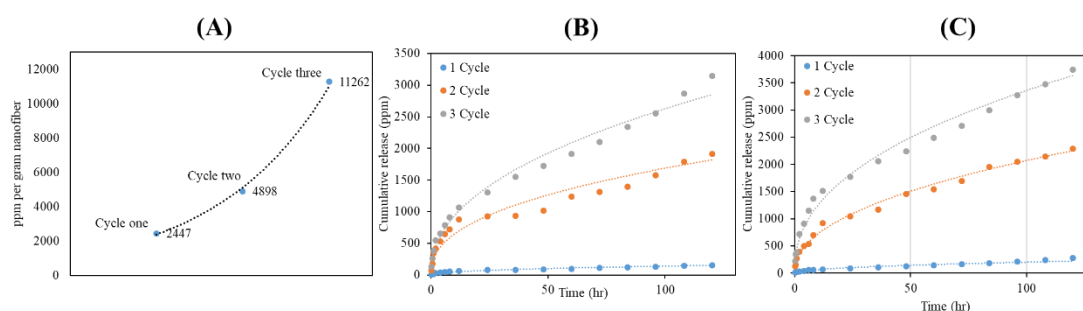 (A)
ppm per gram nanofiber
12000
10000
8000
6000
4000
2000
0
Cycle three
11262
Cycle two
4898
Cycle one
2447
(B)
Cumulative release (ppm)
3500
3000
2500
2000
1500
1000
500
0
1 Cycle
2 Cycle
3 Cycle
0
50
100
Time (hr)
(C)
Cumulative release (ppm)
4000
3500
3000
2500
2000
1500
1000
500
0
1 Cycle
2 Cycle
3 Cycle
0
50
100
Time (hr)